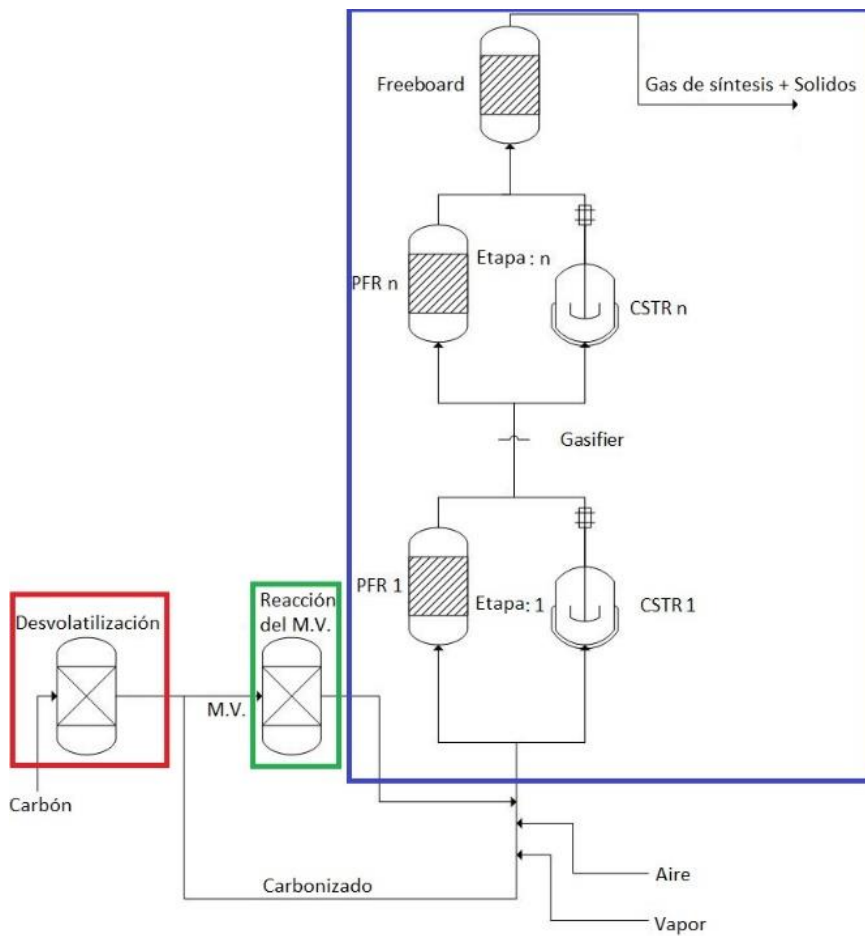 Freeboard
Gas de síntesis + Solidos
PFR n
Etapa: n
CSTR n
Gasifier
PFR 1
Etapa: 1
CSTR 1
Desvolatilización
Reacción
del M.V.
M.V.
Carbón
Carbonizado
Aire
Vapor